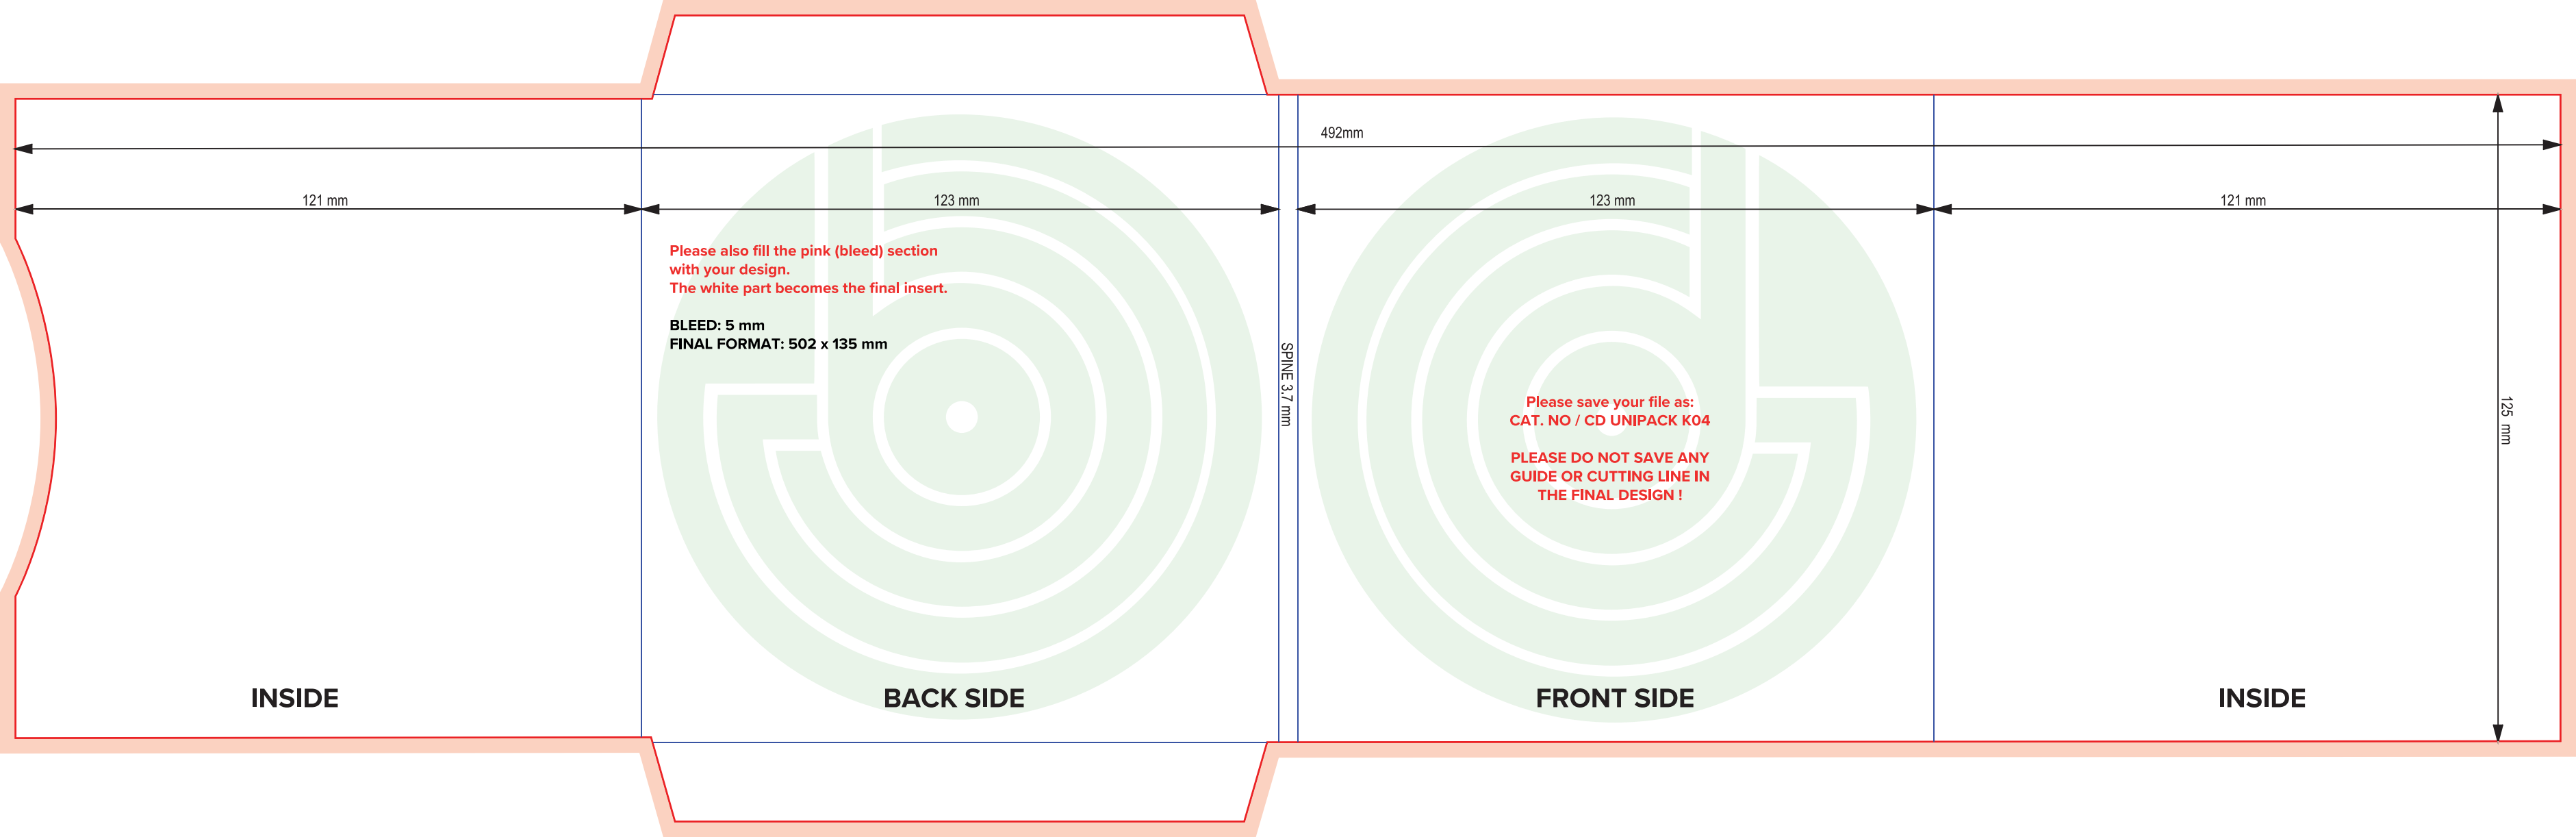 492mm
121 mm
123 mm
123 mm
121 mm
Please also fill the pink (bleed) section
with your design.
The white part becomes the final insert.
BLEED: 5 mm
FINAL FORMAT: 502 x 135 mm
SPINE 3.7 mm
Please save your file as:
CAT. NO / CD UNIPACK K04
PLEASE DO NOT SAVE ANY
GUIDE OR CUTTING LINE IN
THE FINAL DESIGN !
125 mm
INSIDE
BACK SIDE
FRONT SIDE
INSIDE